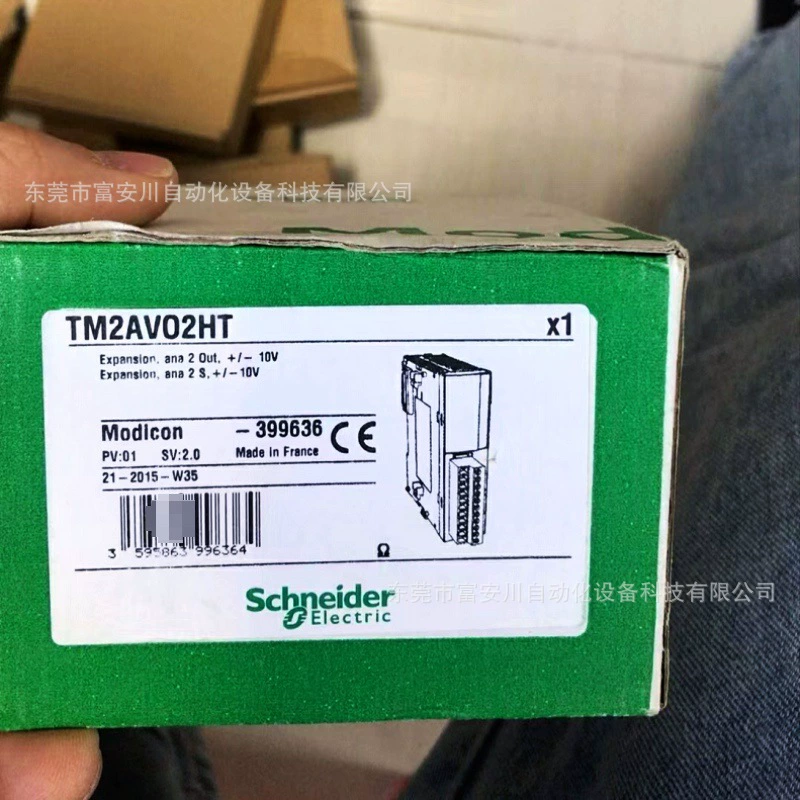 东莞市富安川自动化设备科技有限公司
Mod
TM2AVO2HT x1
Expansion, ana 2 Out, +/- 10V
Expansion, ana 2 S, +/-10V
Modicon -399636 CE
PV:01 SV:2.0 Made in France
21-2015-W35
3 595863 996364 Ω
Schneider
Electric
东莞市富安川自动化设备科技有限公司